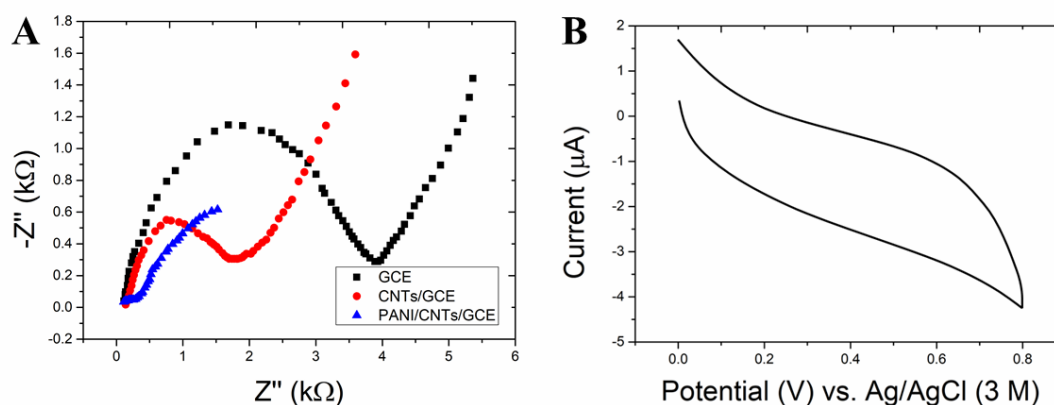 A
1.6
1.4
1.2
1.0
0.8
0.6
0.4
0.2
0.0
-0.2
-Z'' (kΩ)
0 1 2 3 4 5 6
Z'' (kΩ)
GCE
CNTs/GCE
PANI/CNTs/GCE
B
2
1
0
-1
-2
-3
-4
-5
Current (µA)
0.0 0.2 0.4 0.6 0.8
Potential (V) vs. Ag/AgCl (3 M)